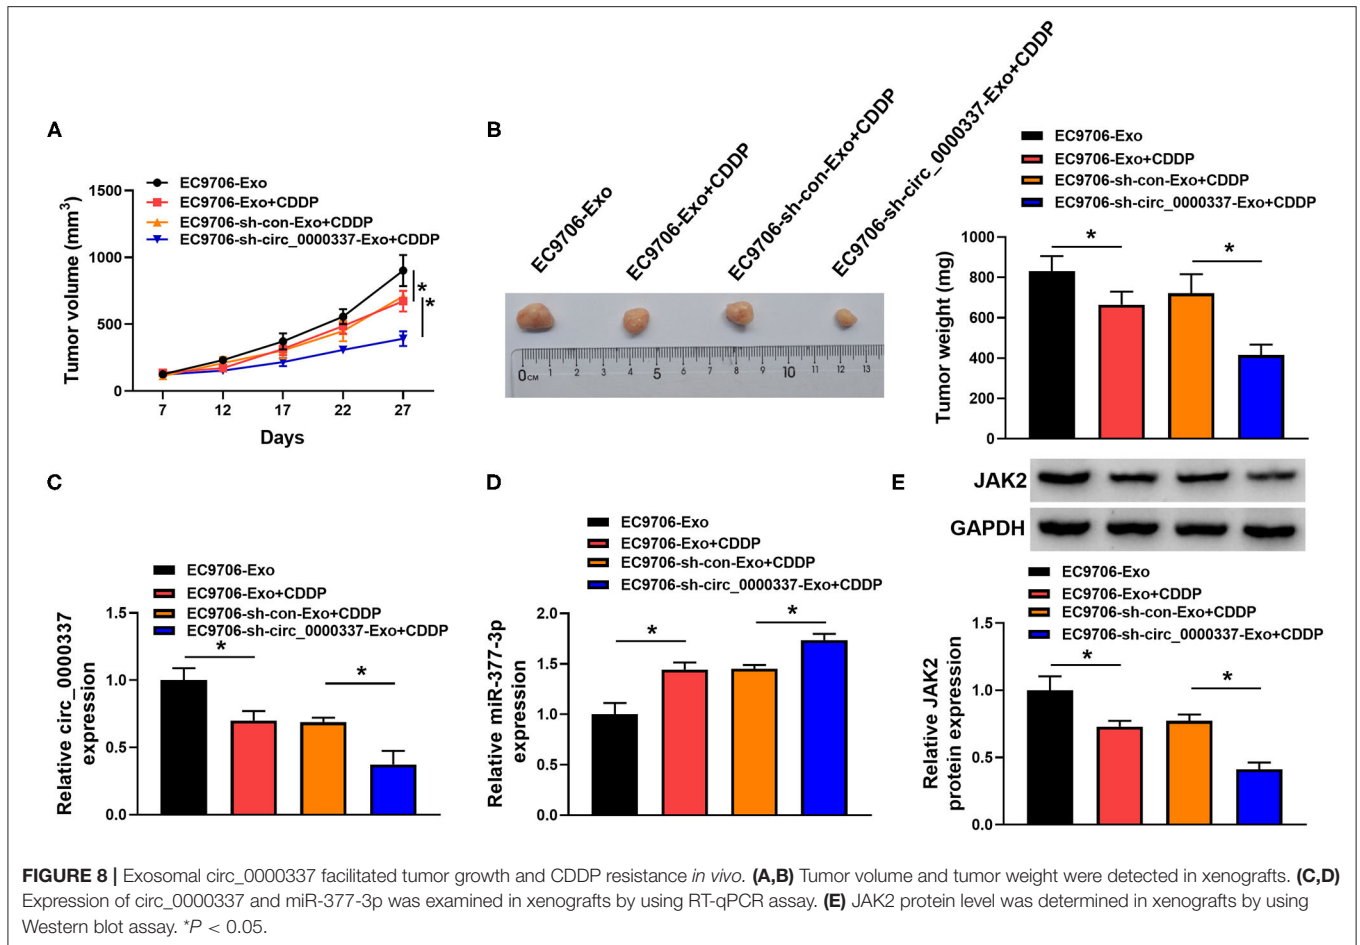 A
Tumor volume (mm³)
1500
1000
500
0
EC9706-Exo
EC9706-Exo+CDDP
EC9706-sh-con-Exo+CDDP
EC9706-sh-circ_0000337-Exo+CDDP
*
*
7 12 17 22 27
Days
B
EC9706-Exo
EC9706-Exo+CDDP
EC9706-sh-con-Exo+CDDP
EC9706-sh-circ_0000337-Exo+CDDP
0CM 1 2 3 4 5 6 7 8 9 10 11 12 13
EC9706-Exo
EC9706-Exo+CDDP
EC9706-sh-con-Exo+CDDP
EC9706-sh-circ_0000337-Exo+CDDP
Tumor weight (mg)
1000
800
600
400
200
0
*
*
C
EC9706-Exo
EC9706-Exo+CDDP
EC9706-sh-con-Exo+CDDP
EC9706-sh-circ_0000337-Exo+CDDP
Relative circ_0000337
expression
1.5
1.0
0.5
0.0
*
*
D
EC9706-Exo
EC9706-Exo+CDDP
EC9706-sh-con-Exo+CDDP
EC9706-sh-circ_0000337-Exo+CDDP
Relative miR-377-3p
expression
2.0
1.5
1.0
0.5
0.0
*
*
E
JAK2
GAPDH
EC9706-Exo
EC9706-Exo+CDDP
EC9706-sh-con-Exo+CDDP
EC9706-sh-circ_0000337-Exo+CDDP
Relative JAK2
protein expression
1.5
1.0
0.5
0.0
*
*
FIGURE 8 | Exosomal circ_0000337 facilitated tumor growth and CDDP resistance in vivo. (A,B) Tumor volume and tumor weight were detected in xenografts. (C,D)
Expression of circ_0000337 and miR-377-3p was examined in xenografts by using RT-qPCR assay. (E) JAK2 protein level was determined in xenografts by using
Western blot assay. *P < 0.05.